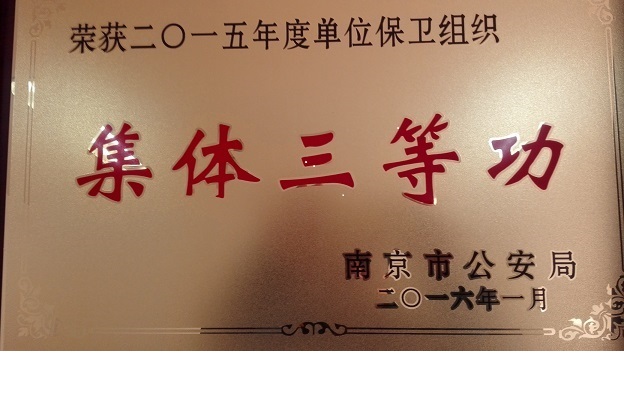 荣获二〇一五年度单位保卫组织
集体三等功
南京市公安局
二〇一六年一月